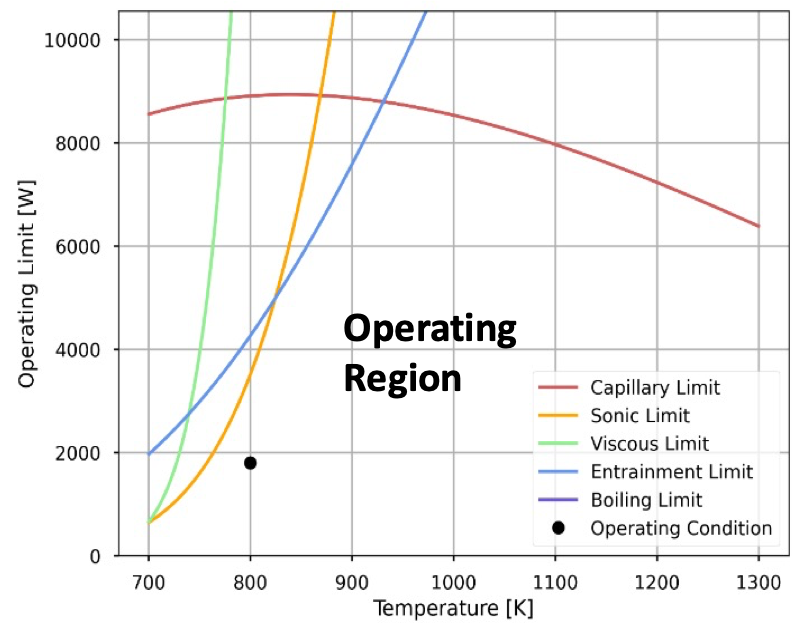 10000
8000
6000
4000
2000
0
Operating Limit [W]
Operating
Region
Capillary Limit
Sonic Limit
Viscous Limit
Entrainment Limit
Boiling Limit
Operating Condition
700 800 900 1000 1100 1200 1300
Temperature [K]